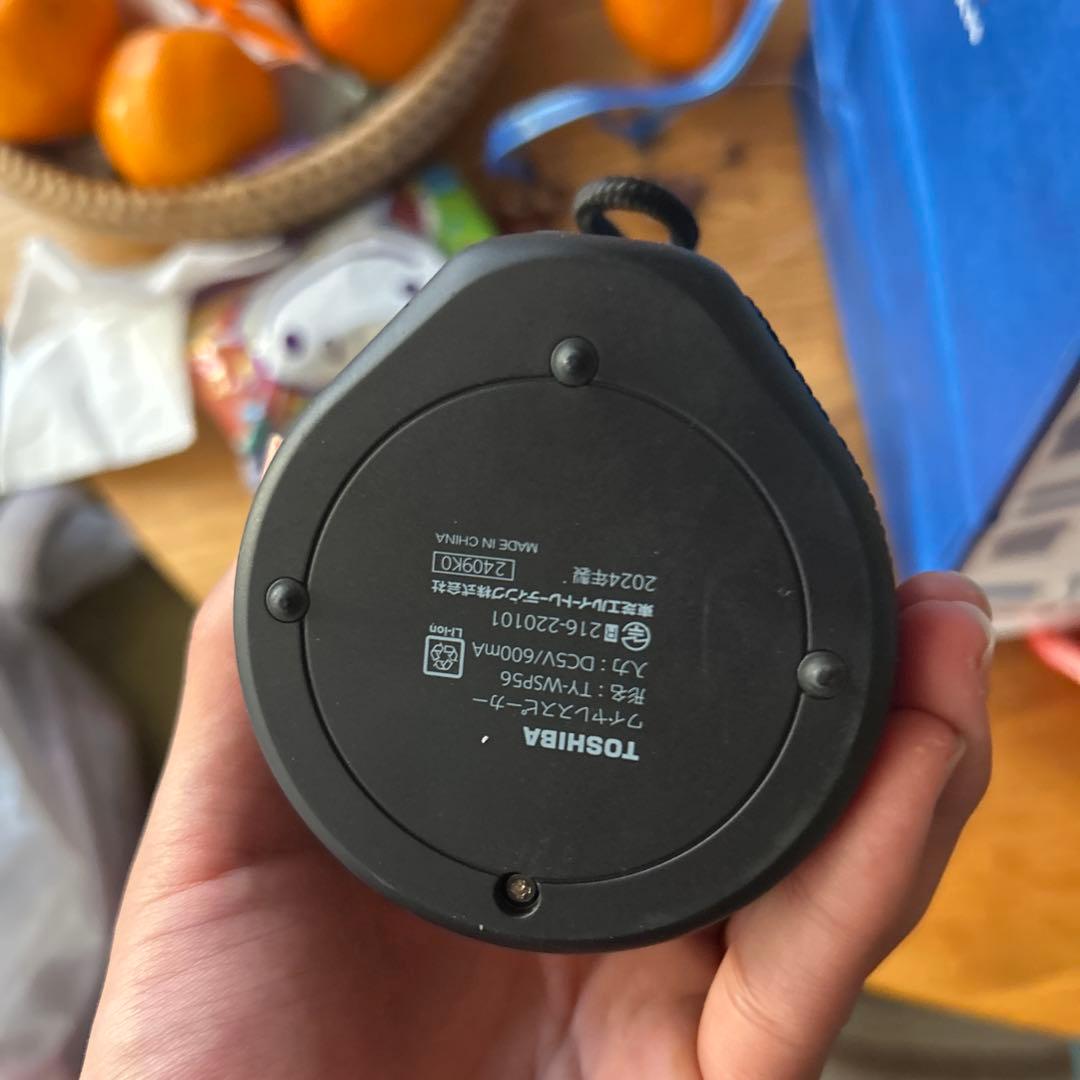 TOSHIBA
ワイヤレススピーカー
形名：TY-WSP56
入力：DC5V/600mA
R 216-220101
Li-ion
東芝エルイートレーディング株式会社
2024年製 2409K0
MADE IN CHINA